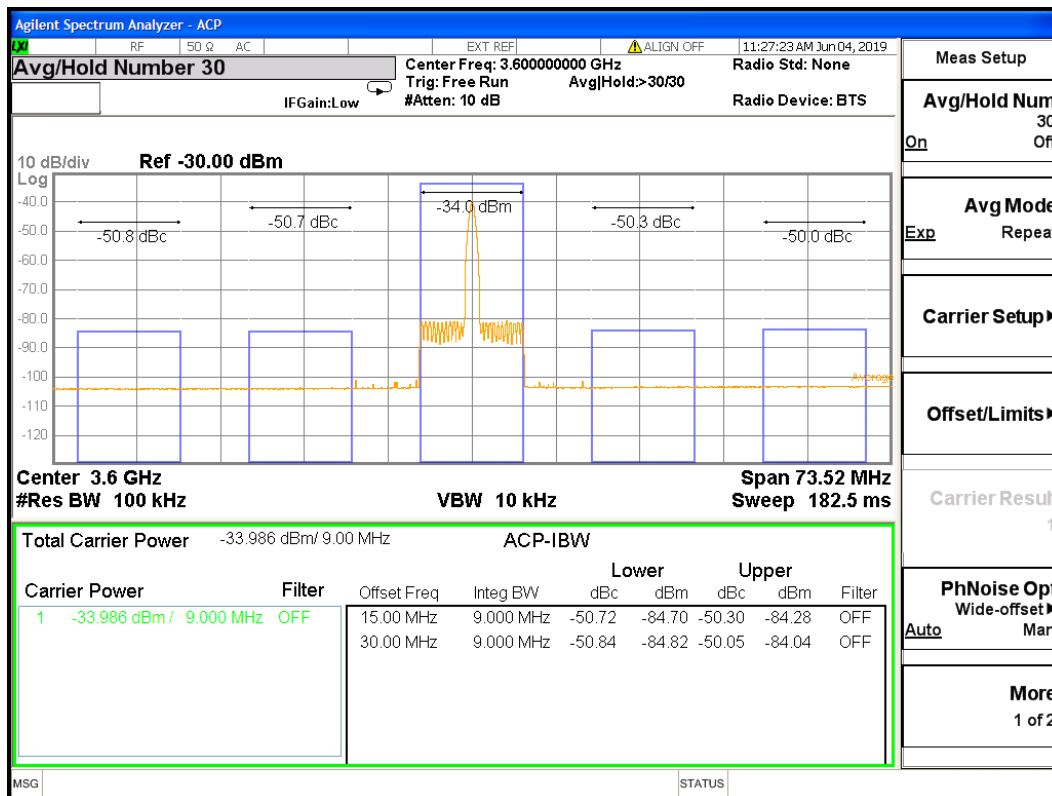 Agilent Spectrum Analyzer - ACP
LXI RF 50 Ω AC EXT REF ALIGN OFF 11:27:23 AM Jun 04, 2019
Avg/Hold Number 30
Center Freq: 3.600000000 GHz Radio Std: None
Trig: Free Run Avg|Hold:>30/30
IFGain:Low #Atten: 10 dB Radio Device: BTS
10 dB/div Ref -30.00 dBm
Log
-40.0
-50.0
-60.0
-70.0
-80.0
-90.0
-100
-110
-120
-50.8 dBc
-50.7 dBc
-34.0 dBm
-50.3 dBc
-50.0 dBc
Average
Center 3.6 GHz Span 73.52 MHz
#Res BW 100 kHz VBW 10 kHz Sweep 182.5 ms
Total Carrier Power -33.986 dBm/ 9.00 MHz ACP-IBW
Lower Upper
Carrier Power Filter Offset Freq Integ BW dBc dBm dBc dBm Filter
1 -33.986 dBm / 9.000 MHz OFF 15.00 MHz 9.000 MHz -50.72 -84.70 -50.30 -84.28 OFF
30.00 MHz 9.000 MHz -50.84 -84.82 -50.05 -84.04 OFF
MSG STATUS
Meas Setup
Avg/Hold Num
30
On Off
Avg Mode
Exp Repeat
Carrier Setup
Offset/Limits
Carrier Result
1
PhNoise Opt
Wide-offset
Auto Man
More
1 of 2